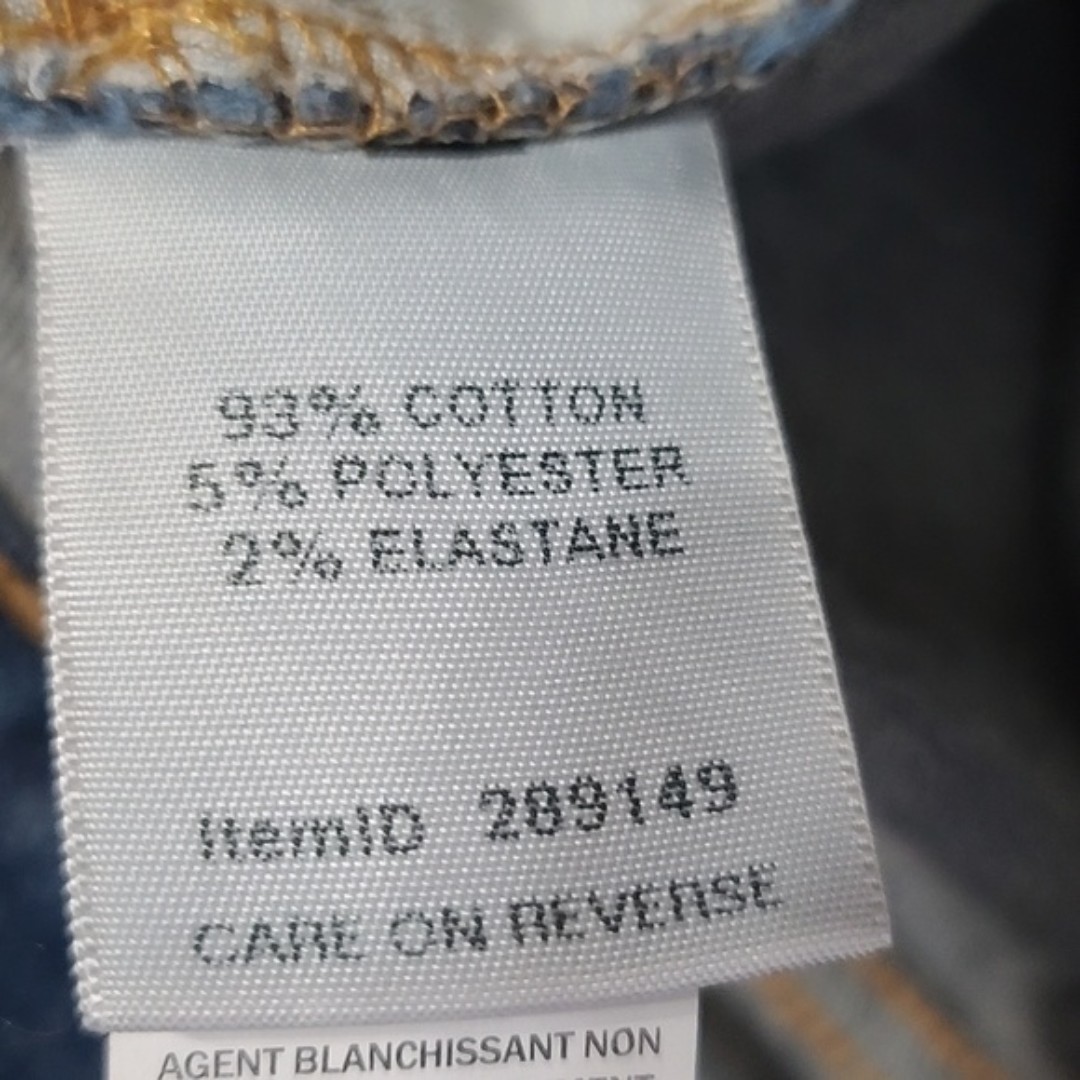 93% COTTON
5% POLYESTER
2% ELASTANE
ItemID 289149
CARE ON REVERSE
AGENT BLANCHISSANT NON